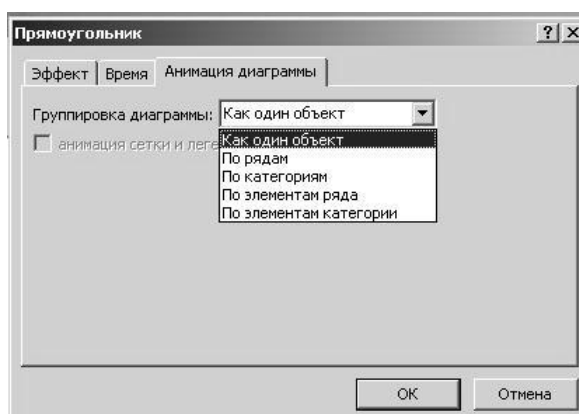 Прямоугольник
Эффект Время Анимация диаграммы
Группировка диаграммы: Как один объект
анимация сетки и леге
Как один объект
По рядам
По категориям
По элементам ряда
По элементам категории
ОК Отмена